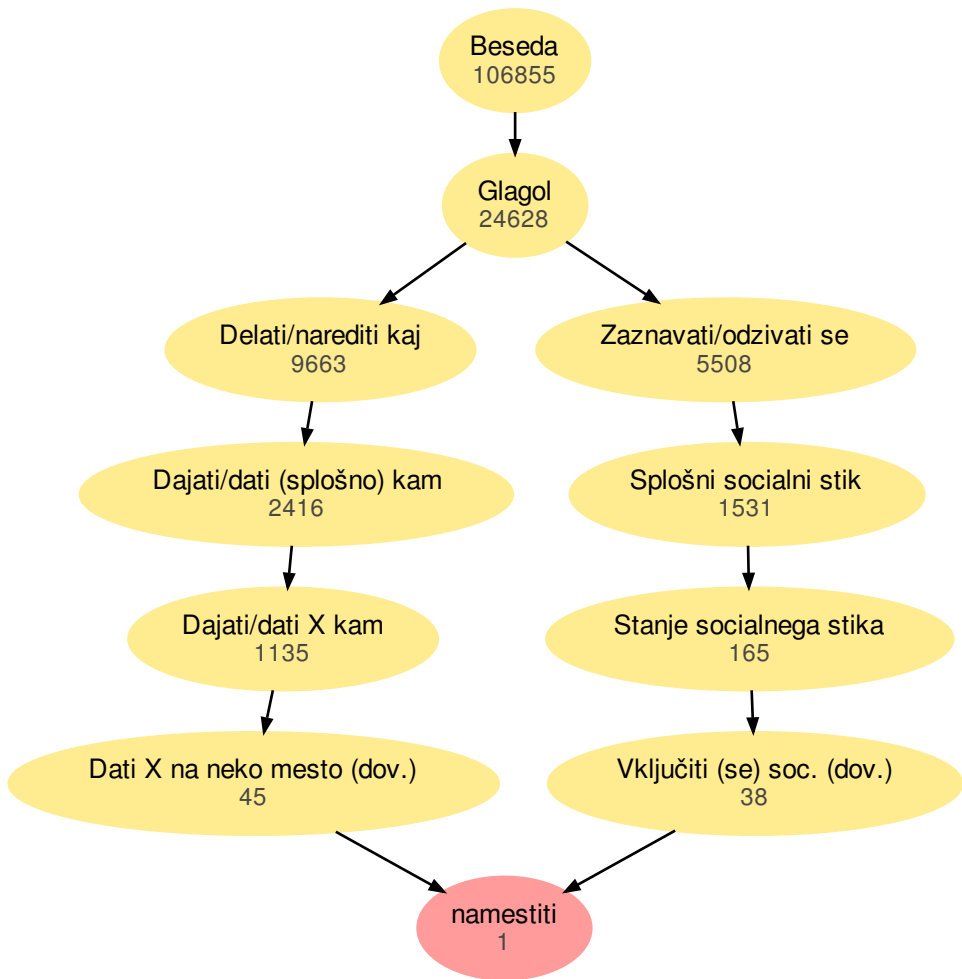 Beseda
106855
Glagol
24628
Delati/narediti kaj
9663
Zaznavati/odzivati se
5508
Dajati/dati (splošno) kam
2416
Splošni socialni stik
1531
Dajati/dati X kam
1135
Stanje socialnega stika
165
Dati X na neko mesto (dov.)
45
Vključiti (se) soc. (dov.)
38
namestiti
1